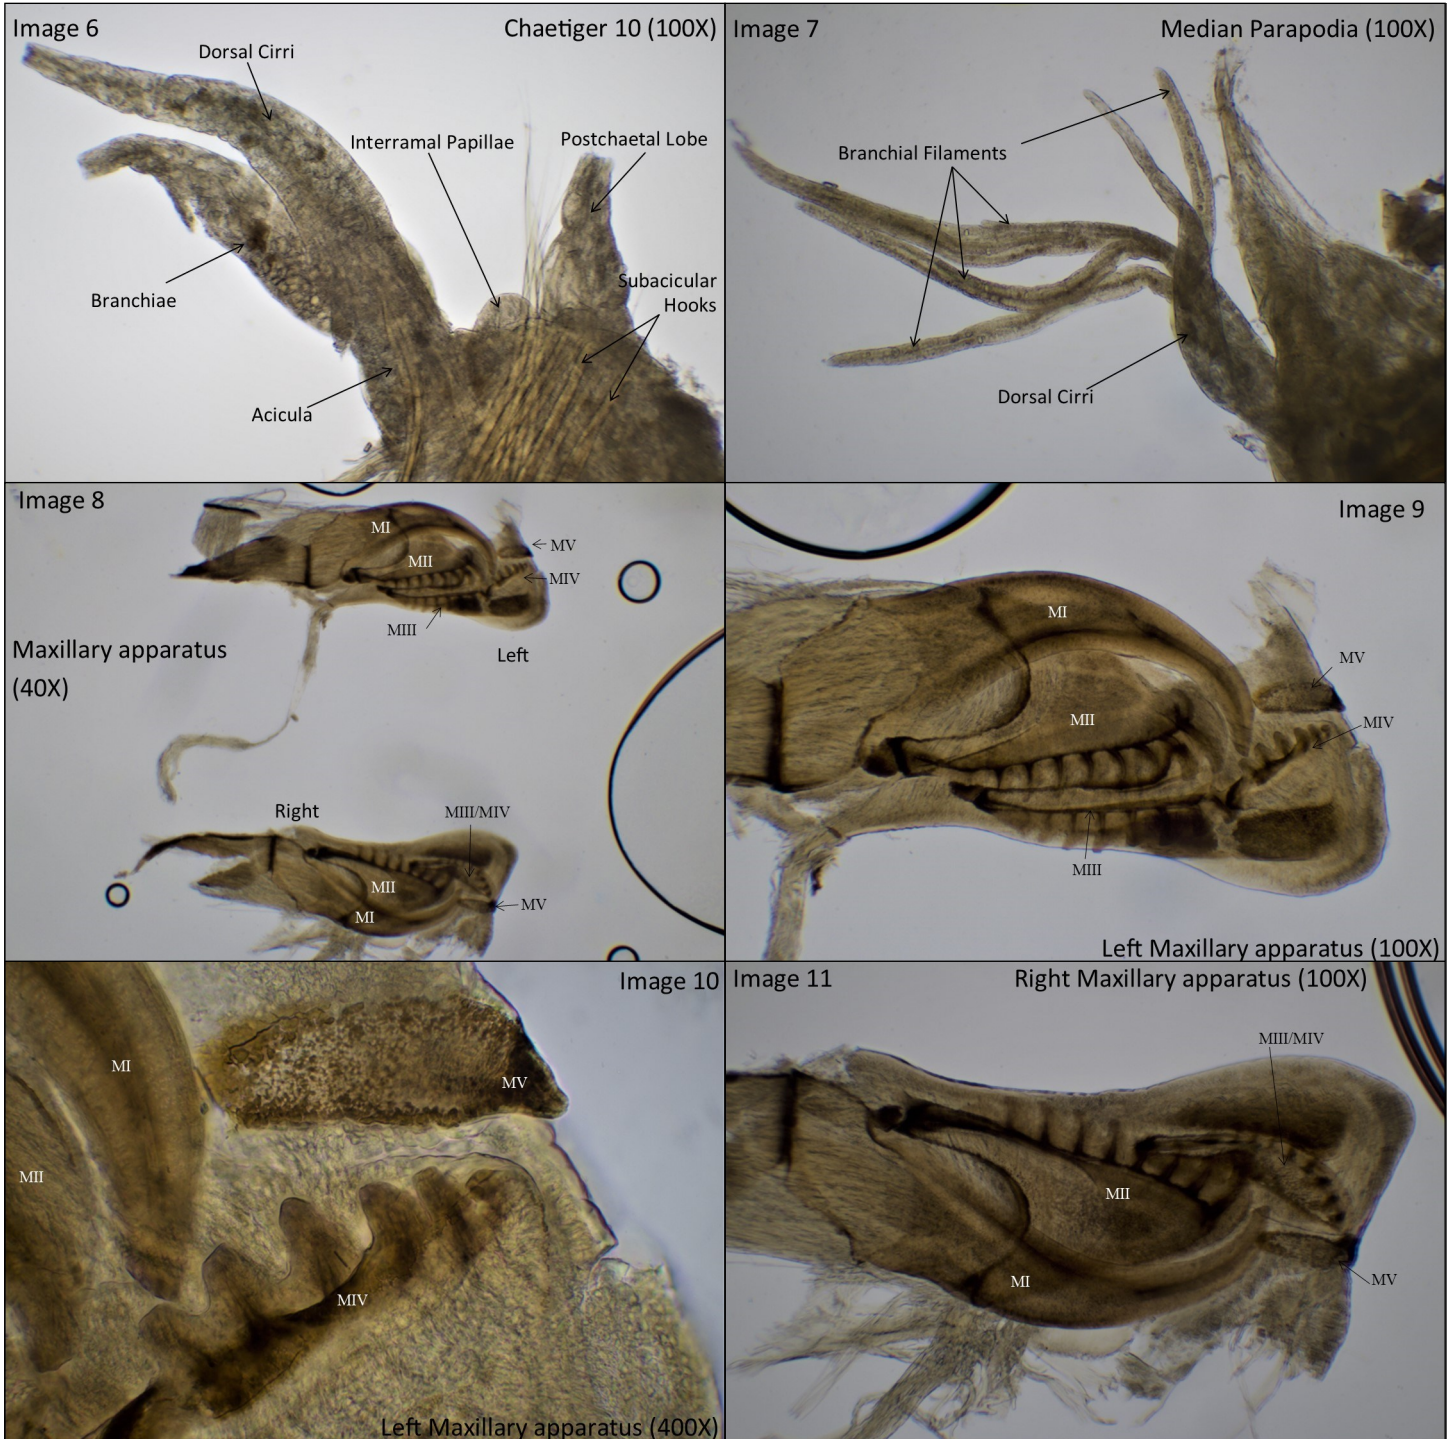 Image 6
Chaetiger 10 (100X)
Dorsal Cirri
Interramal Papillae
Postchaetal Lobe
Branchiae
Subacicular
Hooks
Acicula
Image 7
Median Parapodia (100X)
Branchial Filaments
Dorsal Cirri
Image 8
MI
MII
MV
MIV
MIII
Left
Maxillary apparatus
(40X)
Right
MIII/MIV
MII
MI
MV
Image 9
MI
MV
MII
MIV
MIII
Left Maxillary apparatus (100X)
Image 10
MI
MV
MII
MIV
Left Maxillary apparatus (400X)
Image 11
Right Maxillary apparatus (100X)
MIII/MIV
MII
MI
MV